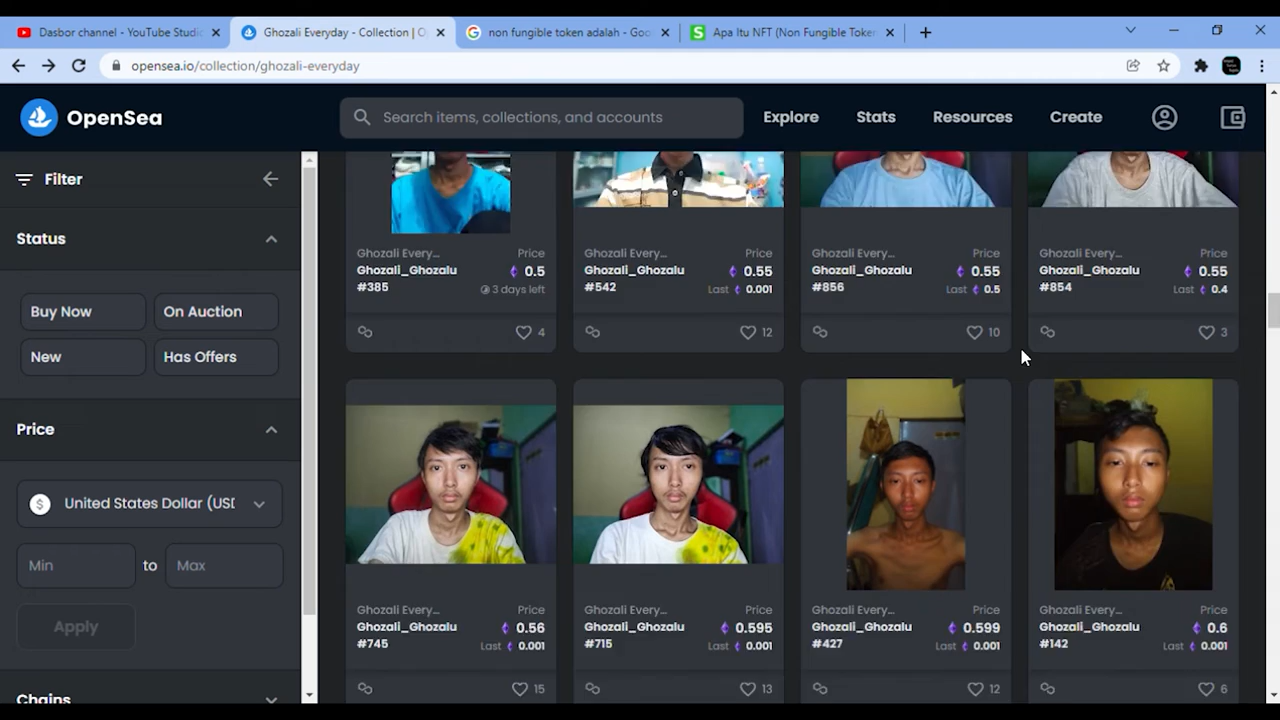 Dasbor channel - YouTube Studio
Ghozali Everyday - Collection | O
non fungible token adalah - Goo
Apa Itu NFT (Non Fungible Token
opensea.io/collection/ghozali-everyday
OpenSea
Search items, collections, and accounts
Explore
Stats
Resources
Create
Filter
Status
Buy Now
On Auction
New
Has Offers
Price
$ United States Dollar (USD
Min
to
Max
Apply
Chains
Ghozali Every... Price
Ghozali_Ghozalu 0.5
#385 3 days left
4
Ghozali Every... Price
Ghozali_Ghozalu 0.55
#542 Last 0.001
12
Ghozali Every... Price
Ghozali_Ghozalu 0.55
#856 Last 0.5
10
Ghozali Every... Price
Ghozali_Ghozalu 0.55
#854 Last 0.4
3
Ghozali Every... Price
Ghozali_Ghozalu 0.56
#745 Last 0.001
15
Ghozali Every... Price
Ghozali_Ghozalu 0.595
#715 Last 0.001
13
Ghozali Every... Price
Ghozali_Ghozalu 0.599
#427 Last 0.001
12
Ghozali Every... Price
Ghozali_Ghozalu 0.6
#142 Last 0.001
6